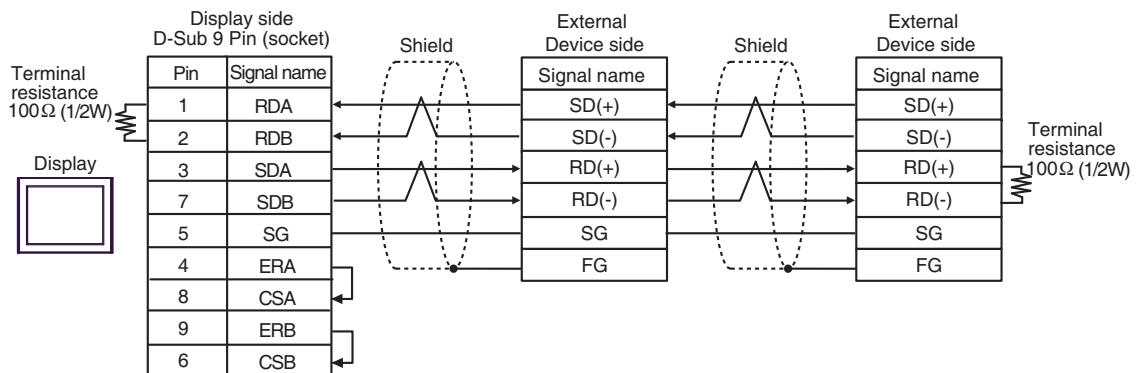 Display side
D-Sub 9 Pin (socket)
Terminal
resistance
100Ω (1/2W)
Display
Pin Signal name
1 RDA
2 RDB
3 SDA
7 SDB
5 SG
4 ERA
8 CSA
9 ERB
6 CSB
Shield
External
Device side
Signal name
SD(+)
SD(-)
RD(+)
RD(-)
SG
FG
Shield
External
Device side
Signal name
SD(+)
SD(-)
RD(+)
RD(-)
SG
FG
Terminal
resistance
100Ω (1/2W)